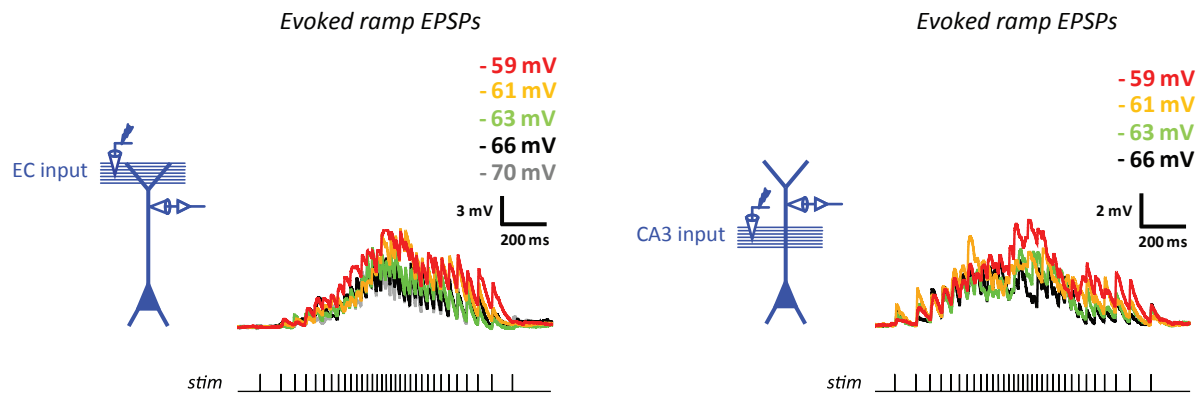 Evoked ramp EPSPs
- 59 mV
- 61 mV
- 63 mV
- 66 mV
- 70 mV
EC input
3 mV
200 ms
stim
Evoked ramp EPSPs
- 59 mV
- 61 mV
- 63 mV
- 66 mV
CA3 input
2 mV
200 ms
stim